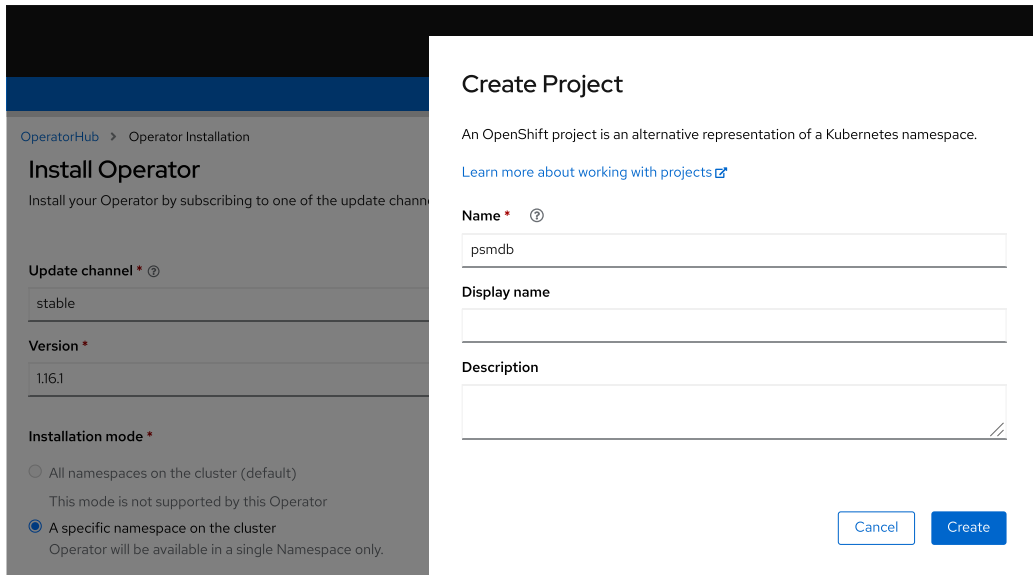 OperatorHub > Operator Installation
Install Operator
Install your Operator by subscribing to one of the update chann
Update channel *
stable
Version *
1.16.1
Installation mode *
All namespaces on the cluster (default)
This mode is not supported by this Operator
A specific namespace on the cluster
Operator will be available in a single Namespace only.
Create Project
An OpenShift project is an alternative representation of a Kubernetes namespace.
Learn more about working with projects
Name *
psmdb
Display name
Description
Cancel
Create